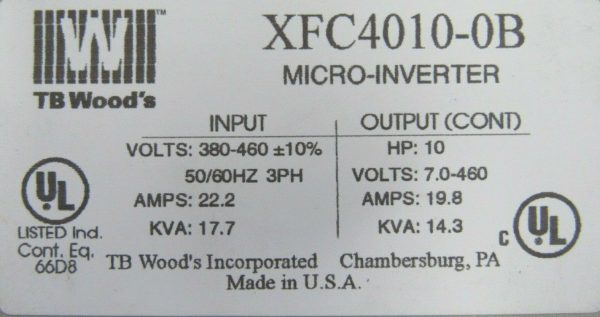 W™
TB Wood's
XFC4010-0B
MICRO-INVERTER
INPUT
VOLTS: 380-460 ±10%
50/60HZ 3PH
AMPS: 22.2
KVA: 17.7
OUTPUT (CONT)
HP: 10
VOLTS: 7.0-460
AMPS: 19.8
KVA: 14.3
UL
LISTED Ind.
Cont. Eq.
66D8
C UL
TB Wood's Incorporated Chambersburg, PA
Made in U.S.A.